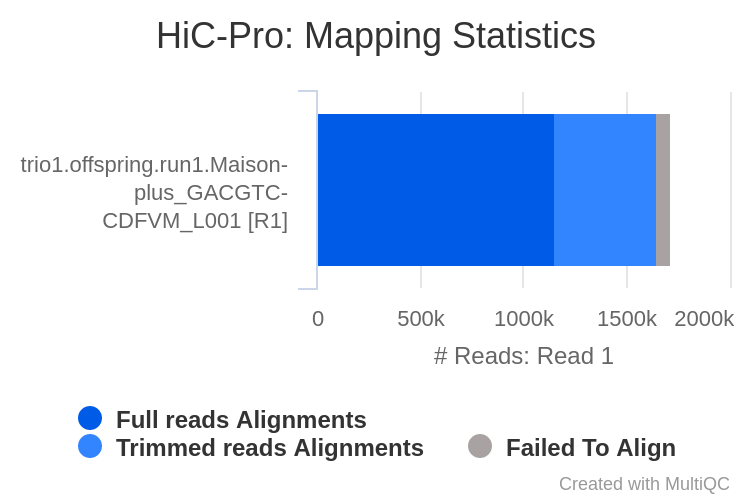 HiC-Pro: Mapping Statistics
trio1.offspring.run1.Maison-
plus_GACGTC-
CDFVM_L001 [R1]
0 500k 1000k 1500k 2000k
# Reads: Read 1
Full reads Alignments
Trimmed reads Alignments Failed To Align
Created with MultiQC